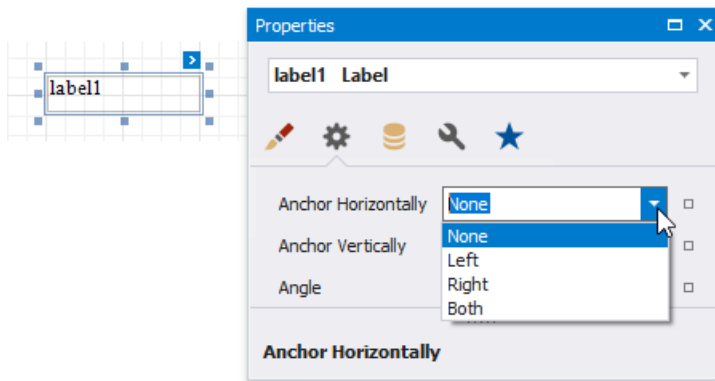 Properties
label1
label1 Label
Anchor Horizontally None
None
Anchor Vertically
Left
Angle Right
Both
Anchor Horizontally